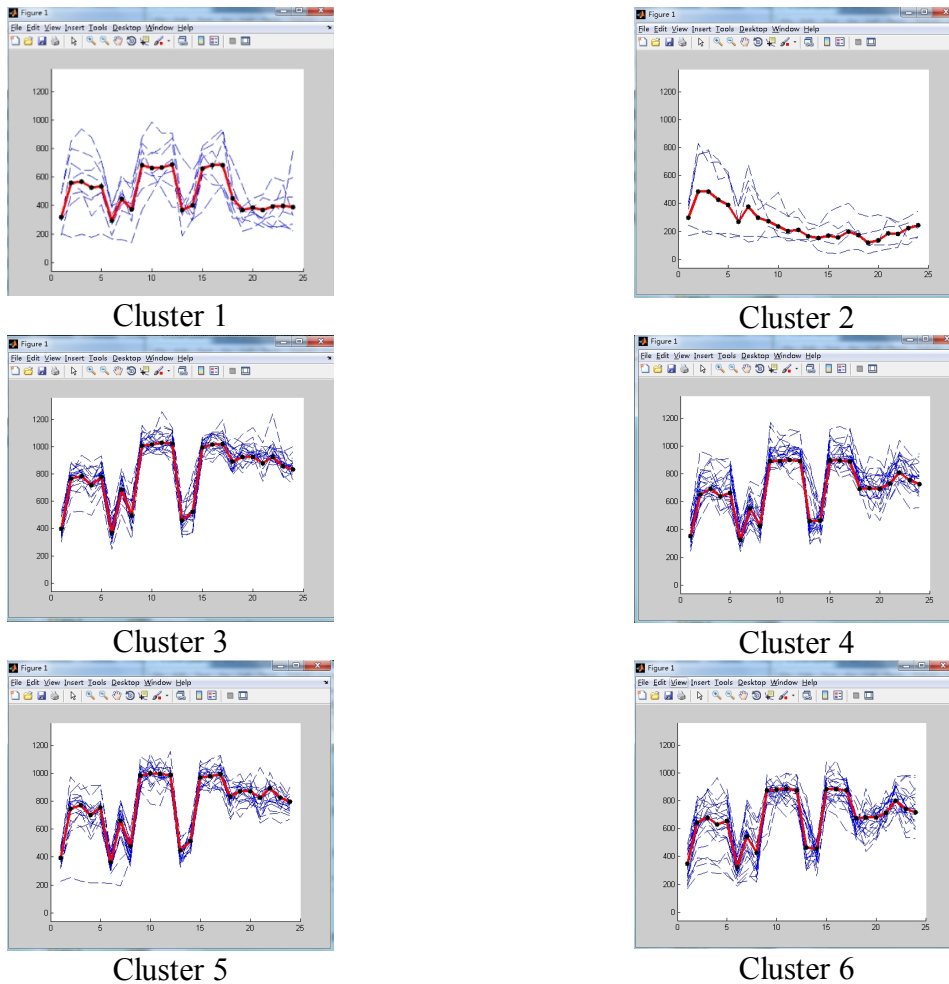 Figure 1
File Edit View Insert Tools Desktop Window Help
1200
1000
800
600
400
200
0
0 5 10 15 20 25
Cluster 1
Figure 1
File Edit View Insert Tools Desktop Window Help
1200
1000
800
600
400
200
0
0 5 10 15 20 25
Cluster 2
Figure 1
File Edit View Insert Tools Desktop Window Help
1200
1000
800
600
400
200
0
0 5 10 15 20 25
Cluster 3
Figure 1
File Edit View Insert Tools Desktop Window Help
1200
1000
800
600
400
200
0
0 5 10 15 20 25
Cluster 4
Figure 1
File Edit View Insert Tools Desktop Window Help
1200
1000
800
600
400
200
0
0 5 10 15 20 25
Cluster 5
Figure 1
File Edit View Insert Tools Desktop Window Help
1200
1000
800
600
400
200
0
0 5 10 15 20 25
Cluster 6